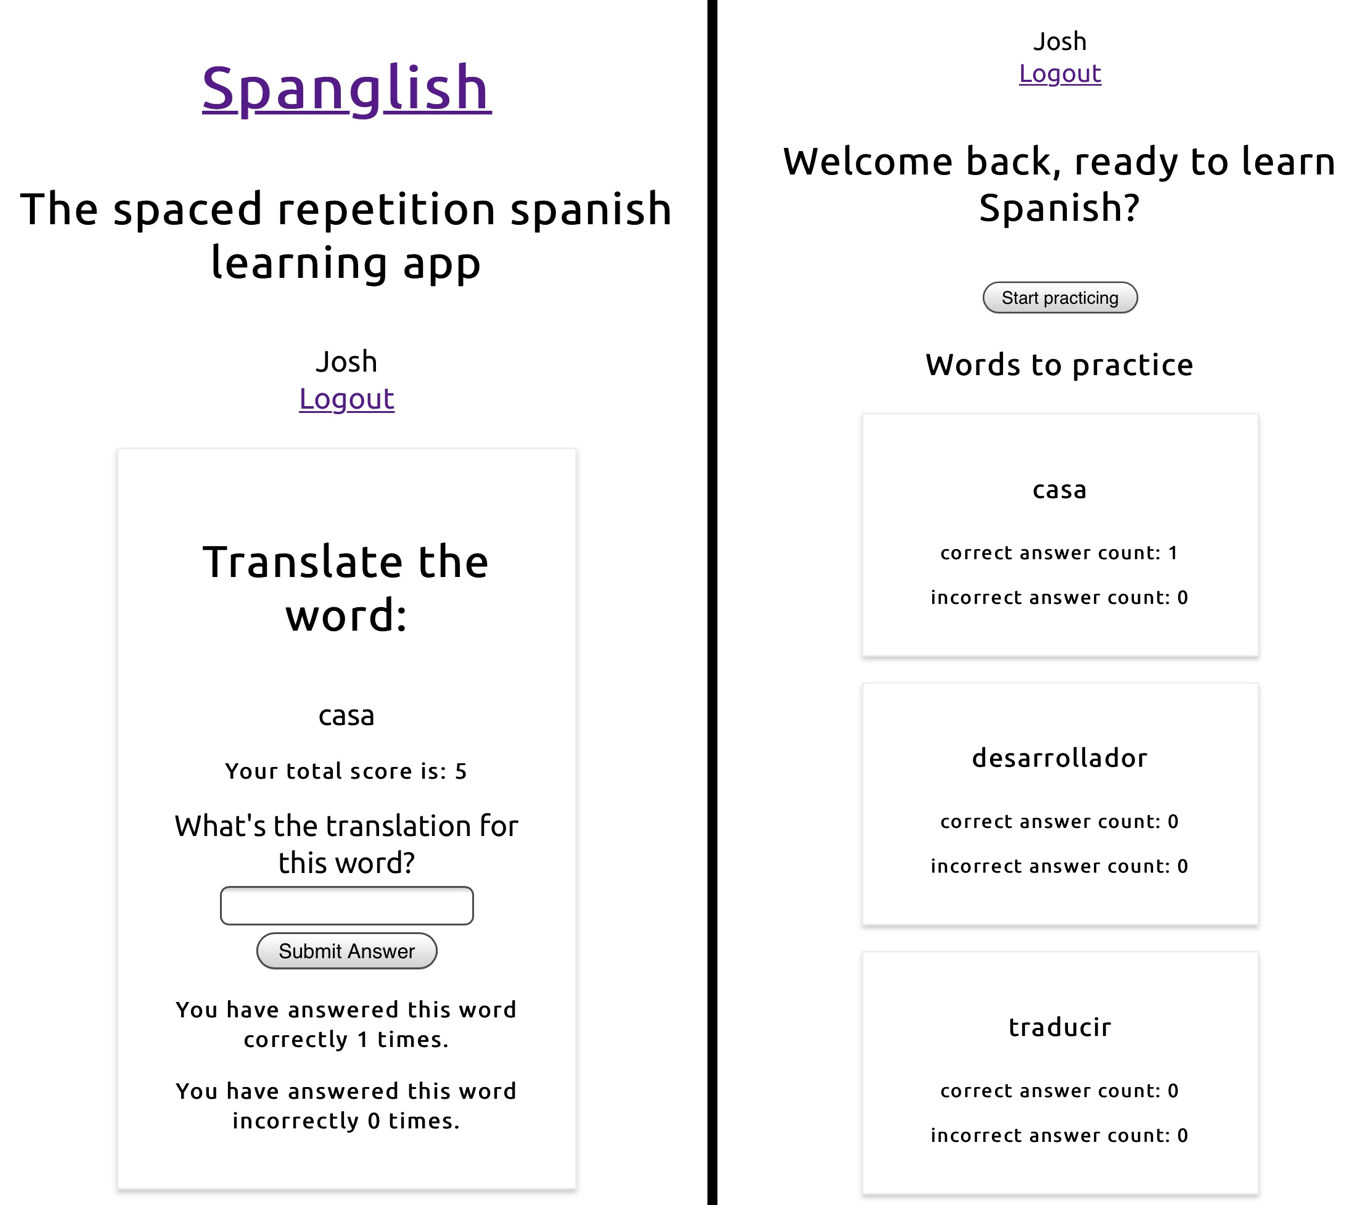 Spanglish
The spaced repetition spanish
learning app
Josh
Logout
Translate the
word:
casa
Your total score is: 5
What's the translation for
this word?
Submit Answer
You have answered this word
correctly 1 times.
You have answered this word
incorrectly 0 times.
Josh
Logout
Welcome back, ready to learn
Spanish?
Start practicing
Words to practice
casa
correct answer count: 1
incorrect answer count: 0
desarrollador
correct answer count: 0
incorrect answer count: 0
traducir
correct answer count: 0
incorrect answer count: 0